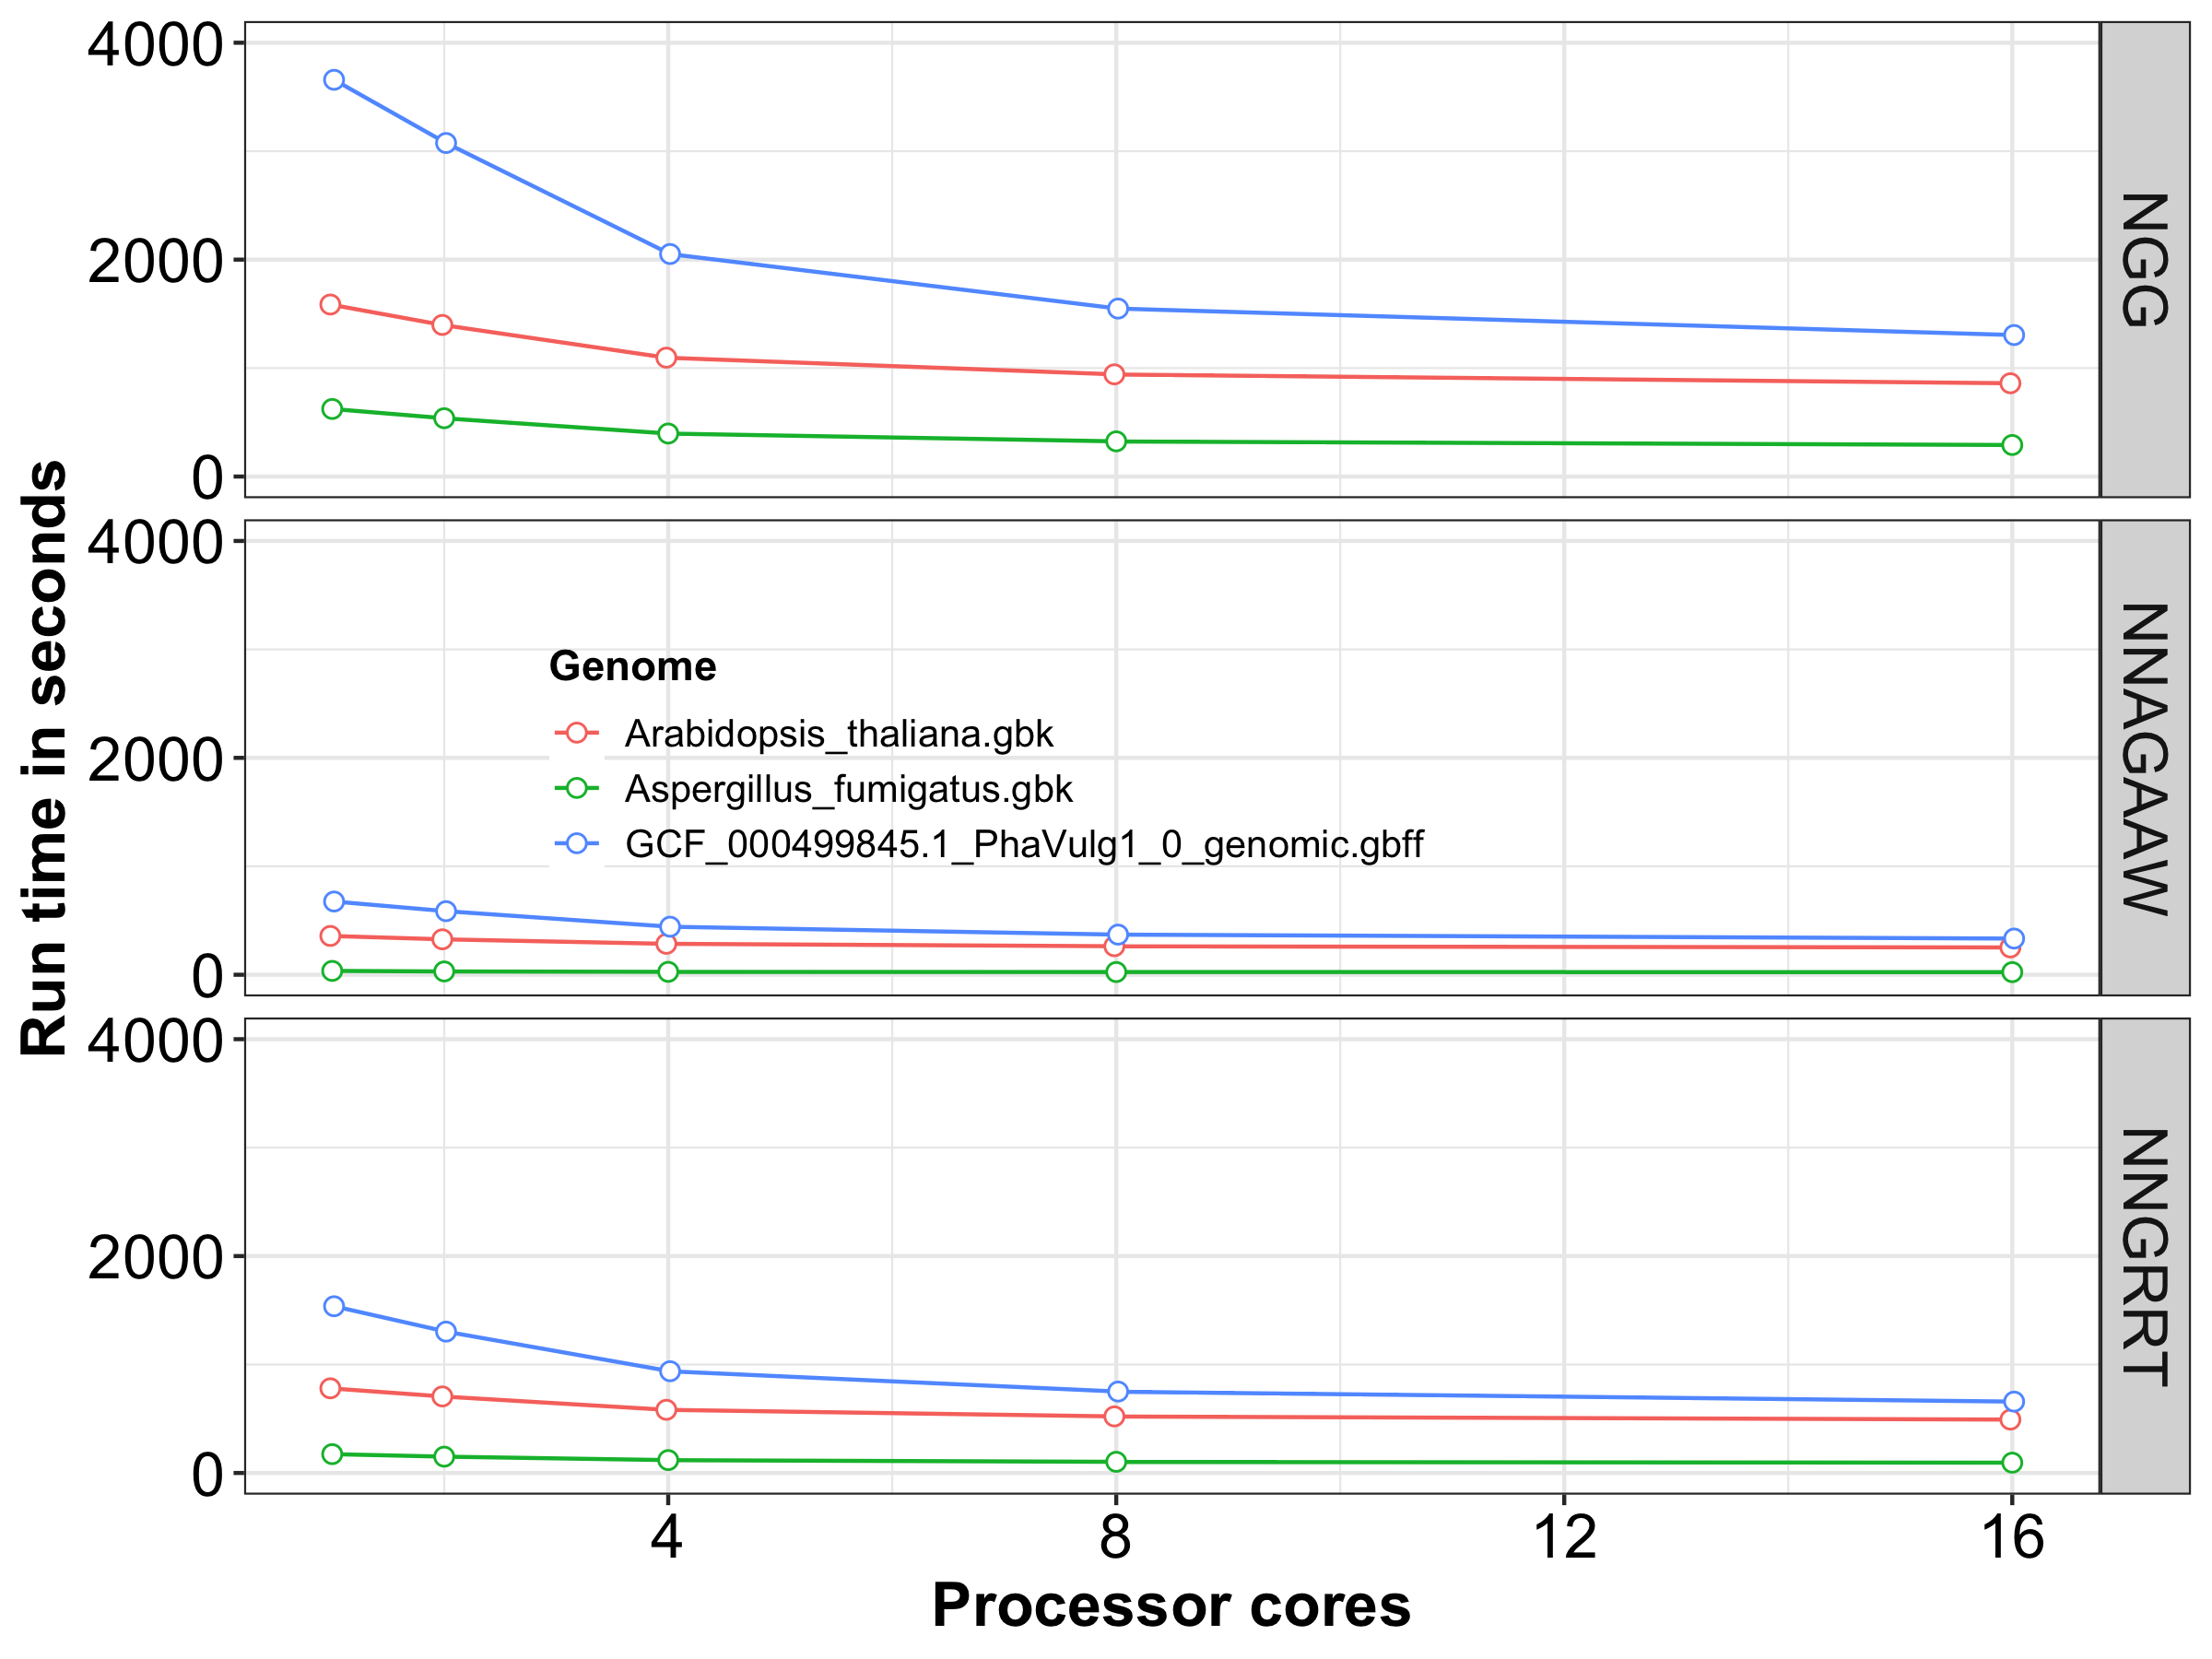 Run time in seconds
4000
2000
0
NGG
4000
2000
0
NNAGAAW
Genome
Arabidopsis_thaliana.gbk
Aspergillus_fumigatus.gbk
GCF_000499845.1_PhaVulg1_0_genomic.gbff
4000
2000
0
NNGRRT
4 8 12 16
Processor cores